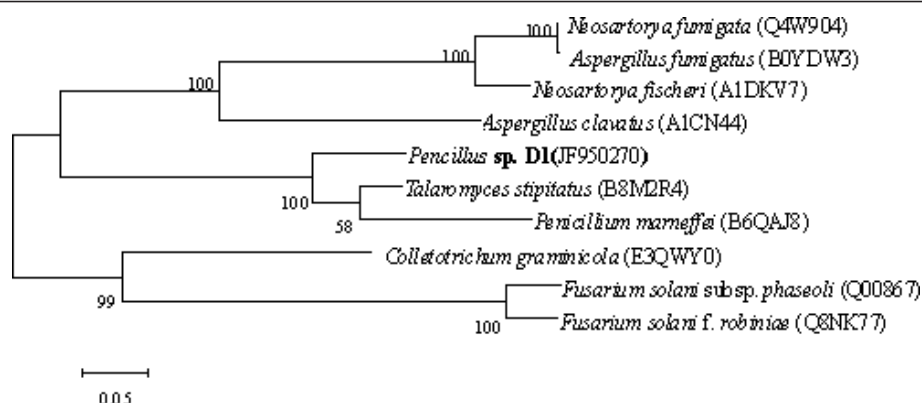 100 Neosartorya fumigata (Q4W904)
Aspergillus fumigatus (B0YDW3)
100
Neosartorya fischeri (A1DKV7)
100
Aspergillus clavatus (A1CN44)
Pencillus sp. D1(JF950270)
Talaromyces stipitatus (B8M2R4)
100
Penicillium marneffei (B6QAJ8)
58
Colletotrichum graminicola (E3QWY0)
Fusarium solani subsp. phaseoli (Q00867)
99
Fusarium solani f. robiniae (Q8NK77)
100
0.05